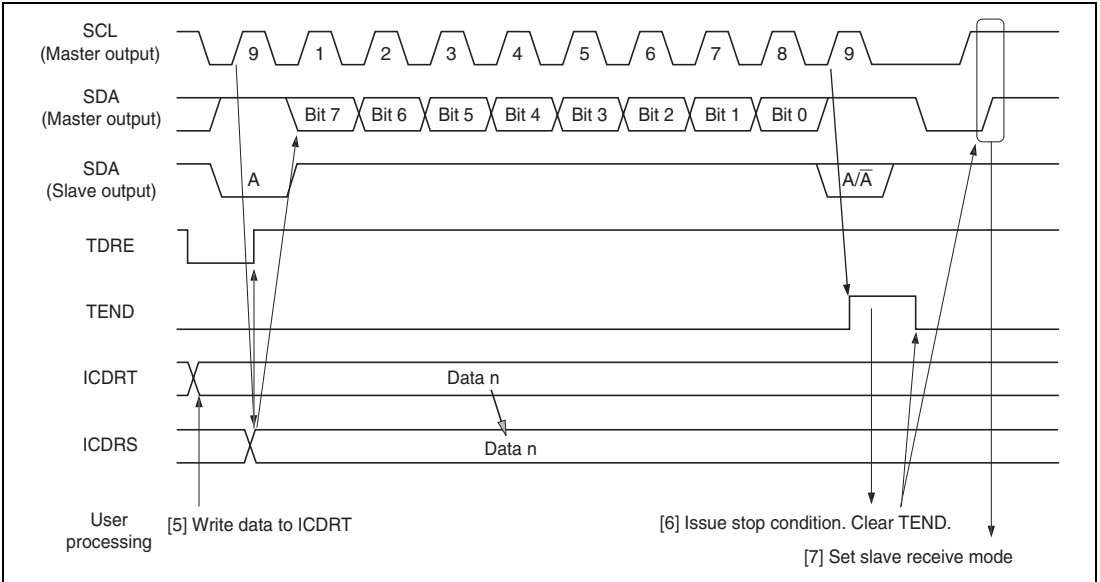 SCL
(Master output)
9 1 2 3 4 5 6 7 8 9
SDA
(Master output)
Bit 7 Bit 6 Bit 5 Bit 4 Bit 3 Bit 2 Bit 1 Bit 0
SDA
(Slave output)
A A/A̅
TDRE
TEND
ICDRT
Data n
ICDRS
Data n
User
processing
[5] Write data to ICDRT
[6] Issue stop condition. Clear TEND.
[7] Set slave receive mode